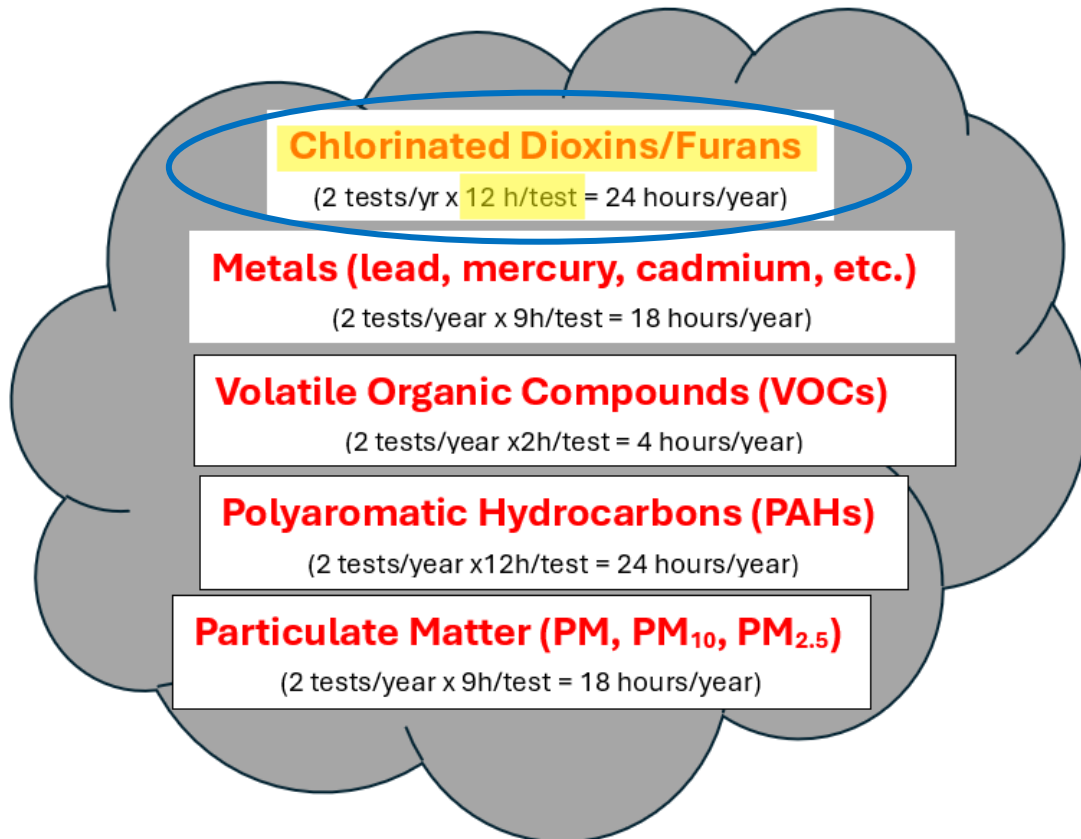 Chlorinated Dioxins/Furans
(2 tests/yr x 12 h/test = 24 hours/year)
Metals (lead, mercury, cadmium, etc.)
(2 tests/year x 9h/test = 18 hours/year)
Volatile Organic Compounds (VOCs)
(2 tests/year x2h/test = 4 hours/year)
Polyaromatic Hydrocarbons (PAHs)
(2 tests/year x12h/test = 24 hours/year)
Particulate Matter (PM, PM₁₀, PM₂.₅)
(2 tests/year x 9h/test = 18 hours/year)